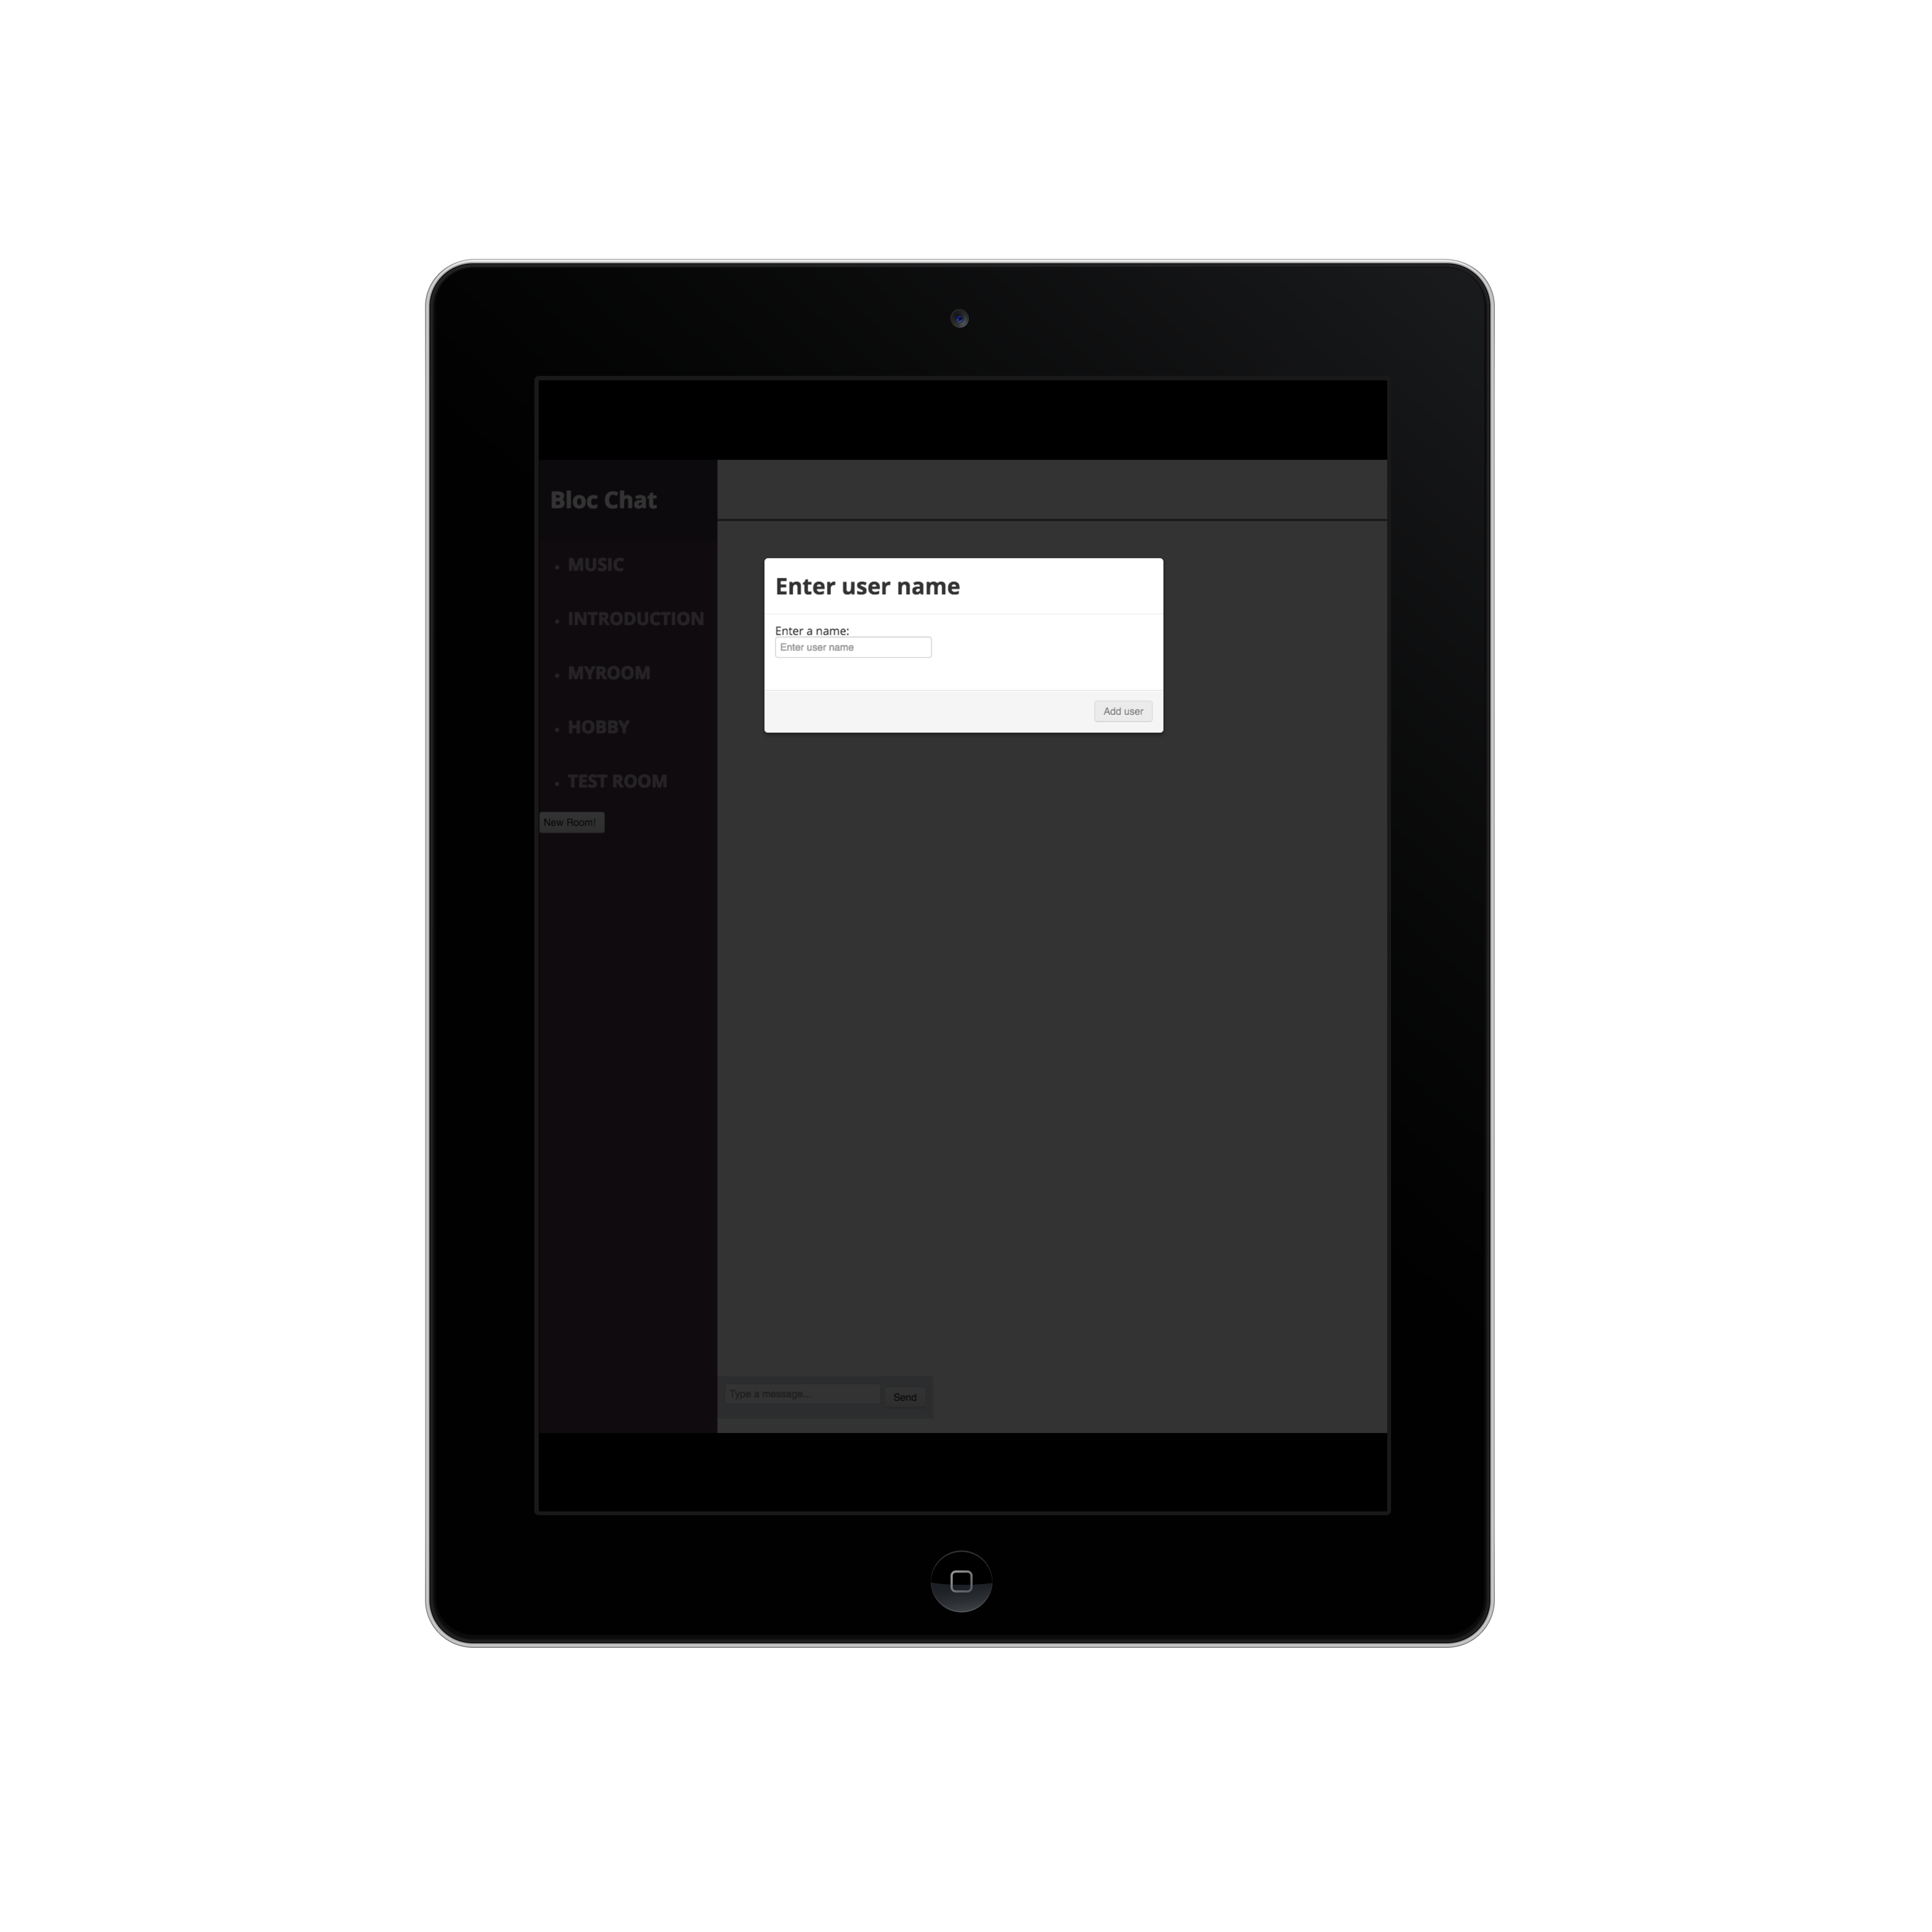 Bloc Chat
MUSIC
INTRODUCTION
MYROOM
HOBBY
TEST ROOM
New Room!
Enter user name
Enter a name:
Enter user name
Add user
Type a message...
Send